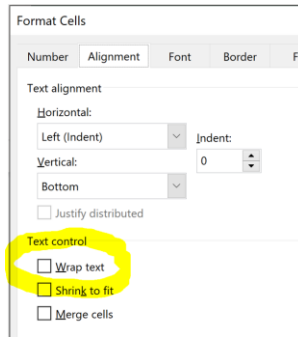 Format Cells
Number Alignment Font Border F
Text alignment
Horizontal:
Left (Indent) Indent:
Vertical: 0
Bottom
Justify distributed
Text control
Wrap text
Shrink to fit
Merge cells